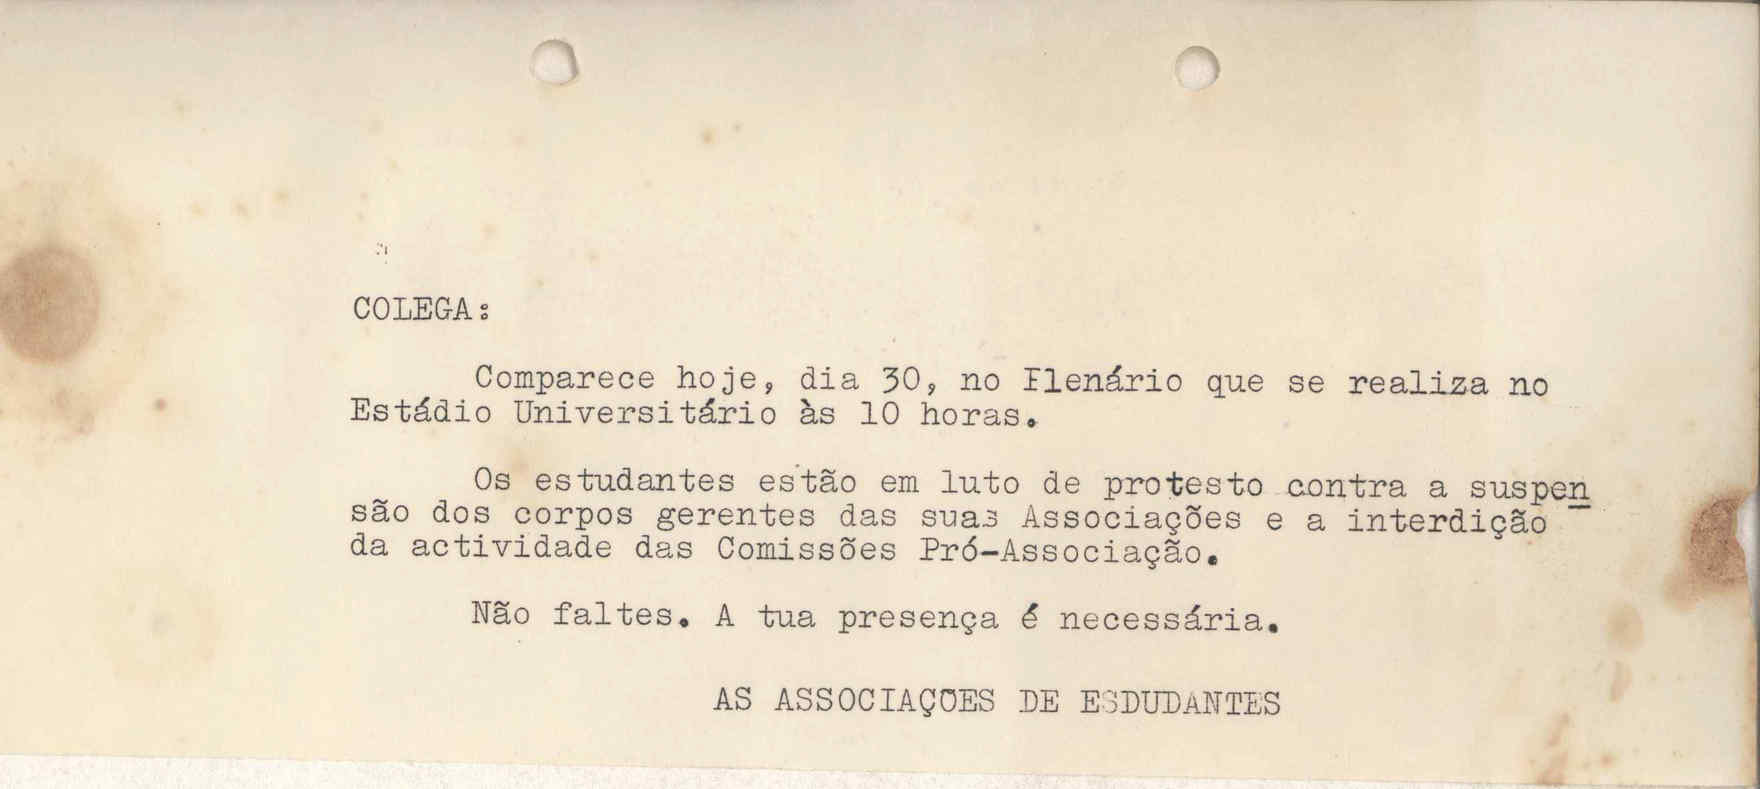 COLEGA:
Comparece hoje, dia 30, no Plenário que se realiza no
Estádio Universitário às 10 horas.
Os estudantes estão em luto de protesto contra a suspen
são dos corpos gerentes das suas Associações e a interdição
da actividade das Comissões Pró-Associação.
Não faltes. A tua presença é necessária.
AS ASSOCIAÇOES DE ESDUDANTES